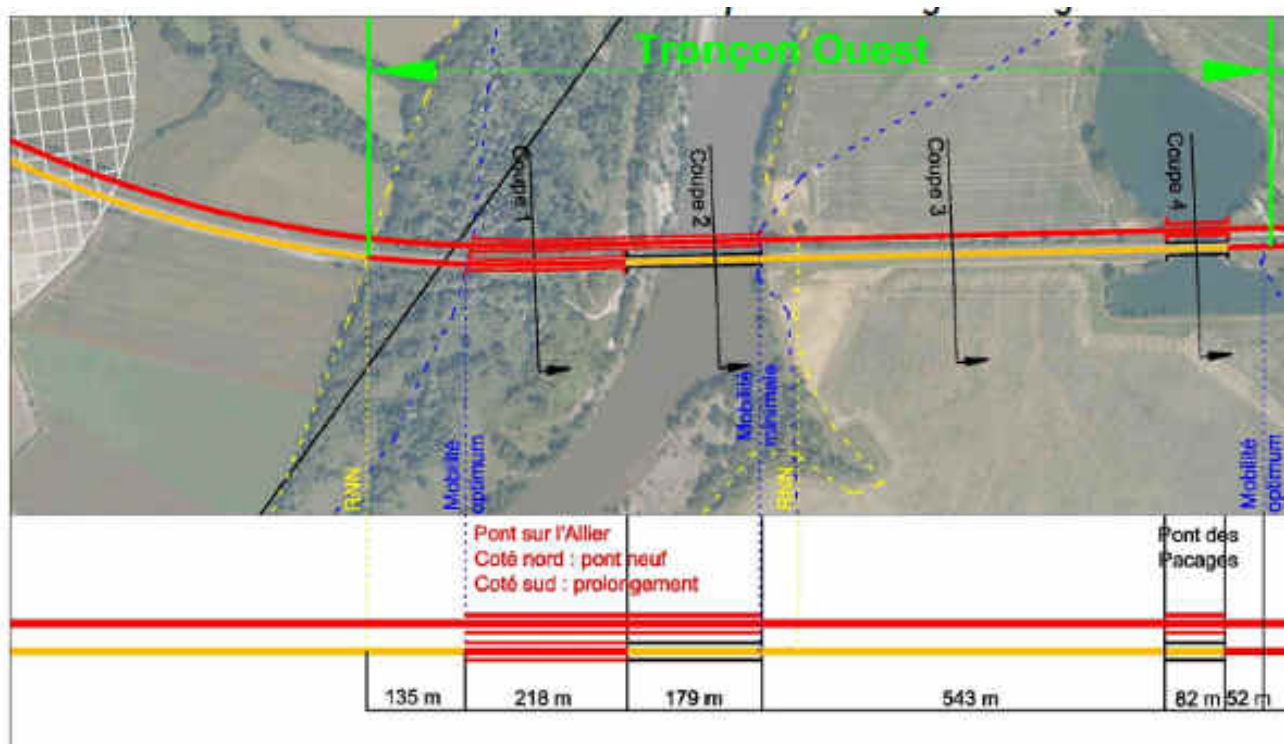 Tronçon Ouest
Coupe 1
Coupe 2
Coupe 3
Coupe 4
RNN
Mobilité
optimum
Mobilité
minimale
RNN
Mobilité
optimum
Pont sur l'Allier
Coté nord : pont neuf
Coté sud : prolongement
Pont des
Pacages
135 m
218 m
179 m
543 m
82 m
52 m